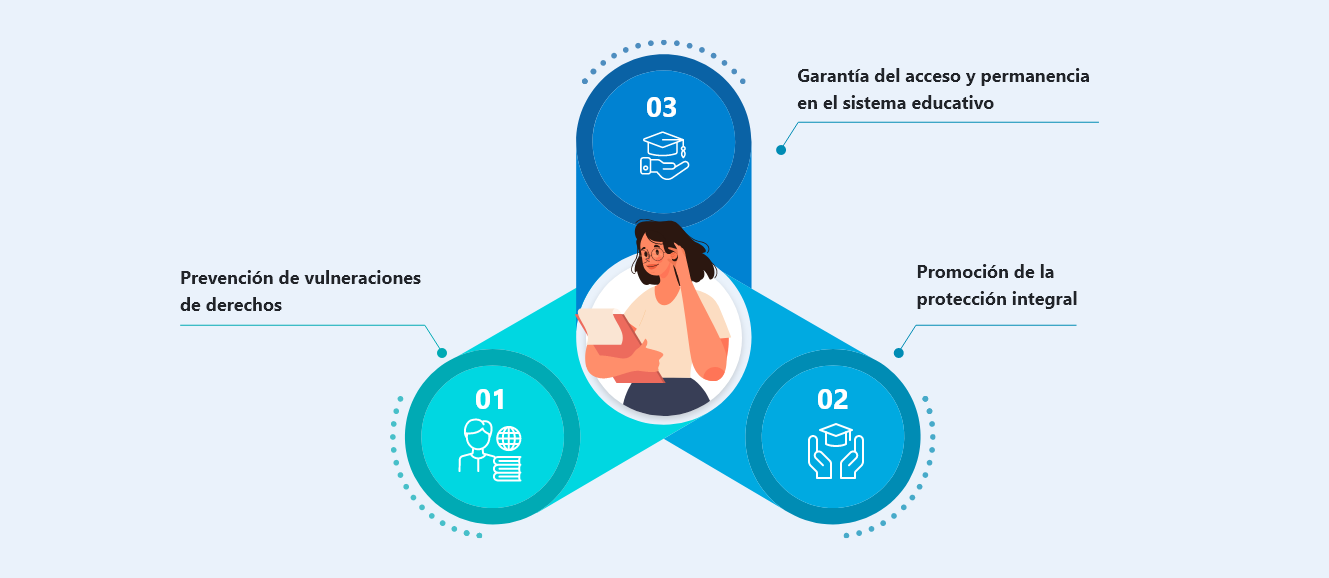 03
Garantía del acceso y permanencia
en el sistema educativo
Prevención de vulneraciones
de derechos
Promoción de la
protección integral
01
02